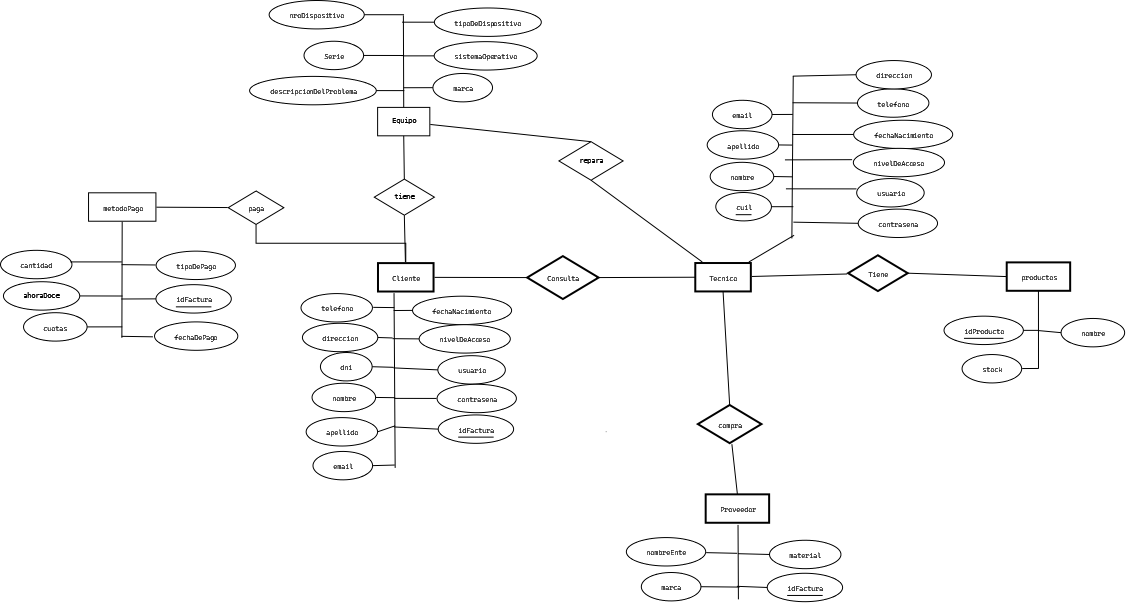 nroDispositivo
tipoDeDispositivo
Serie
sistemaOperativo
descripcionDelProblema
marca
Equipo
repara
tiene
direccion
email
telefono
apellido
fechaNacimiento
nombre
nivelDeAcceso
cuil
usuario
contrasena
metodoPago
paga
cantidad
tipoDePago
ahoraDoce
idFactura
cuotas
fechaDePago
Cliente
Consulta
Tecnico
Tiene
productos
telefono
fechaNacimiento
direccion
nivelDeAcceso
dni
usuario
nombre
contrasena
apellido
idFactura
email
idProducto
nombre
stock
compra
Proveedor
nombreEnte
material
marca
idFactura